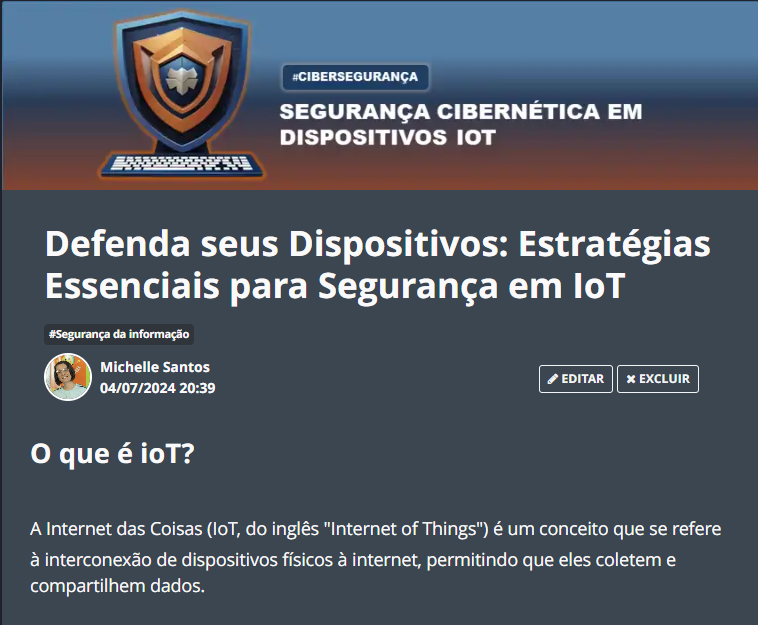 #CIBERSEGURANÇA
SEGURANÇA CIBERNÉTICA EM
DISPOSITIVOS IOT
Defenda seus Dispositivos: Estratégias
Essenciais para Segurança em IoT
#Segurança da informação
Michelle Santos
04/07/2024 20:39
EDITAR
EXCLUIR
O que é ioT?
A Internet das Coisas (IoT, do inglês "Internet of Things") é um conceito que se refere
à interconexão de dispositivos físicos à internet, permitindo que eles coletem e
compartilhem dados.